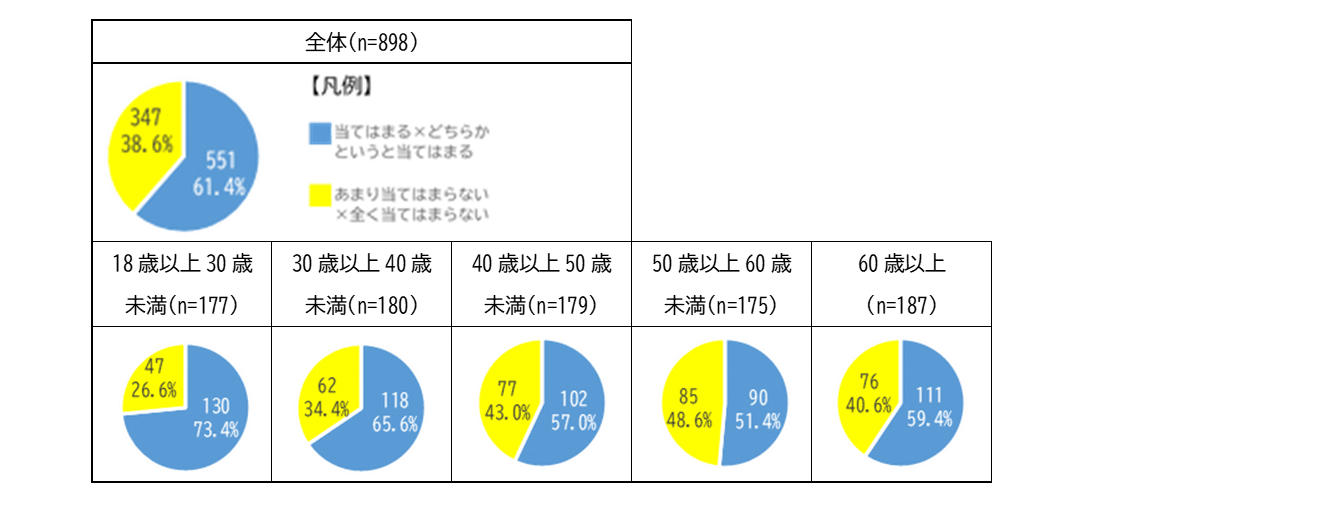 全体(n=898)
【凡例】
347
38.6%
551
61.4%
当てはまる×どちらか
というと当てはまる
あまり当てはまらない
×全く当てはまらない
18歳以上30歳
未満(n=177)
30歳以上40歳
未満(n=180)
40歳以上50歳
未満(n=179)
50歳以上60歳
未満(n=175)
60歳以上
(n=187)
47
26.6%
130
73.4%
62
34.4%
118
65.6%
77
43.0%
102
57.0%
85
48.6%
90
51.4%
76
40.6%
111
59.4%